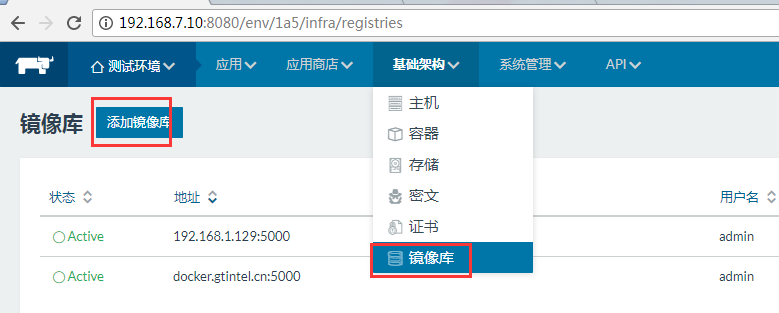 192.168.7.10:8080/env/1a5/infra/registries
测试环境 应用 应用商店 基础架构 系统管理 API
镜像库 添加镜像库
主机
容器
存储
密文
证书
镜像库
状态 地址 用户名
Active 192.168.1.129:5000 admin
Active docker.gtintel.cn:5000 admin